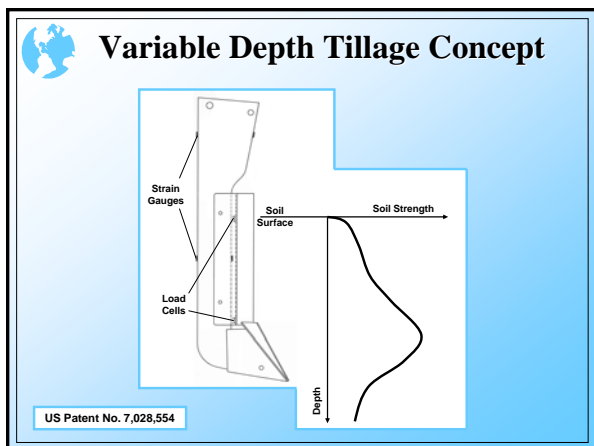 Variable Depth Tillage Concept
Strain
Gauges
Soil
Surface
Soil Strength
Load
Cells
Depth
US Patent No. 7,028,554